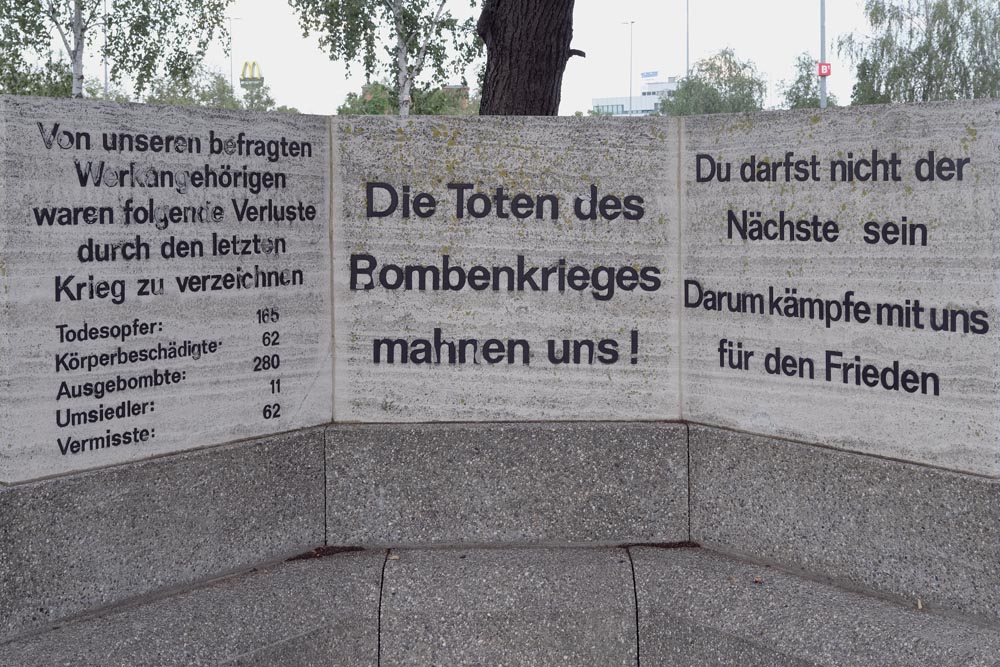 Von unseren befragten
Werkangehörigen
waren folgende Verluste
durch den letzten
Krieg zu verzeichnen
Todesopfer: 165
Körperbeschädigte: 62
Ausgebombte: 280
Umsiedler: 11
Vermisste: 62
Die Toten des
Bombenkrieges
mahnen uns!
Du darfst nicht der
Nächste sein
Darum kämpfe mit uns
für den Frieden